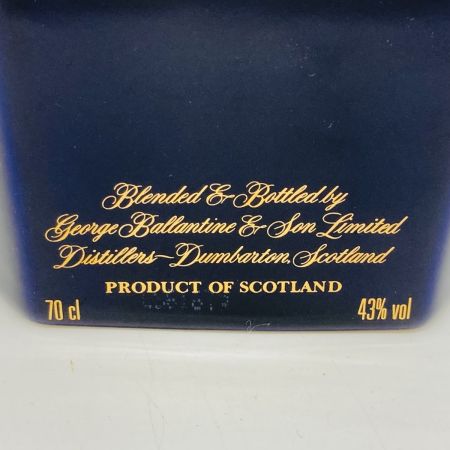 Blended & Bottled by
George Ballantine & Son Limited
Distillers~Dumbarton, Scotland
PRODUCT OF SCOTLAND
70 cl 43% vol